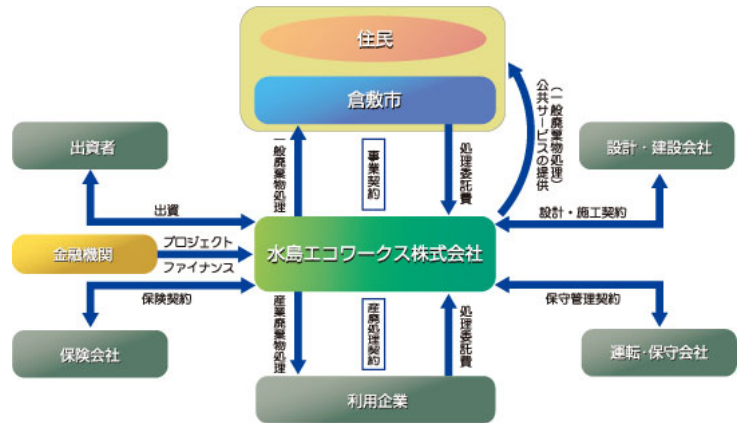 住民
倉敷市
一般廃棄物処理
事業契約
処理委託費
公共サービスの提供
(一般廃棄物処理)
出資者
出資
設計・建設会社
設計・施工契約
金融機関
プロジェクト
ファイナンス
水島エコワークス株式会社
保険契約
保険会社
保守管理契約
運転・保守会社
産業廃棄物処理
産廃処理契約
処理委託費
利用企業